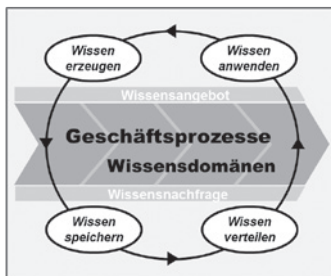 Wissen Wissen
erzeugen anwenden
Wissensangebot
Geschäftsprozesse
Wissensdomänen
Wissensnachfrage
Wissen Wissen
speichern verteilen